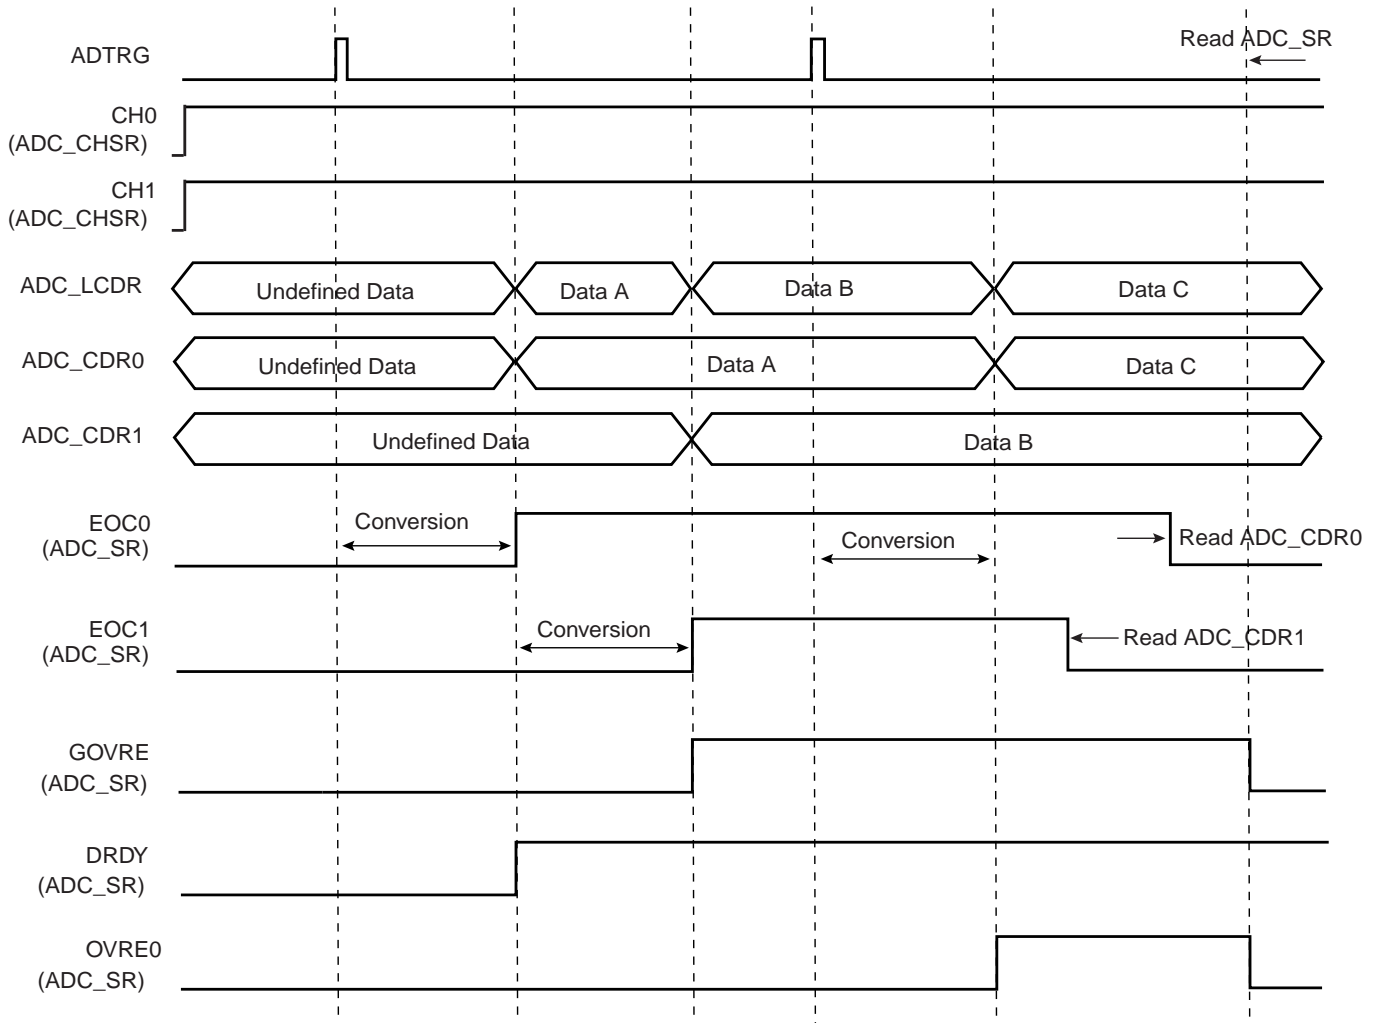 ADTRG
Read ADC_SR
CH0
(ADC_CHSR)
CH1
(ADC_CHSR)
ADC_LCDR
Undefined Data
Data A
Data B
Data C
ADC_CDR0
Undefined Data
Data A
Data C
ADC_CDR1
Undefined Data
Data B
EOC0
(ADC_SR)
Conversion
Conversion
Read ADC_CDR0
EOC1
(ADC_SR)
Conversion
Read ADC_CDR1
GOVRE
(ADC_SR)
DRDY
(ADC_SR)
OVRE0
(ADC_SR)